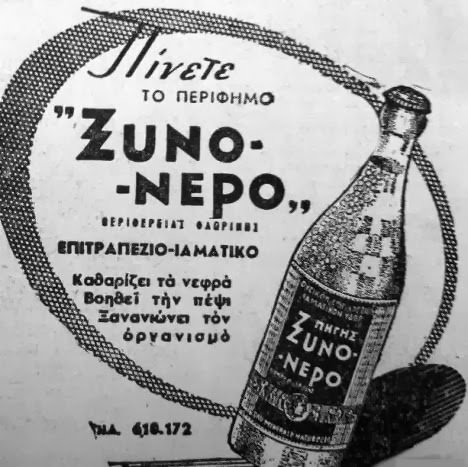 Πίνετε
ΤΟ ΠΕΡΙΦΗΜΟ
"ΞΥΝΟ-
-ΝΕΡΟ„
ΠΕΡΙΦΕΡΕΙΑΣ ΦΛΩΡΙΝΗΣ
ΕΠΙΤΡΑΠΕΖΙΟ-ΙΑΜΑΤΙΚΟ
Καθαρίζει τὰ νεφρὰ
Βοηθεῖ τὴν πέψι
Ξανανιώνει τὸν
ὀργανισμὸ
ΤΗΛ. 618.172
ΠΗΓΗΣ
ΞΥΝΟ-
ΝΕΡΟ